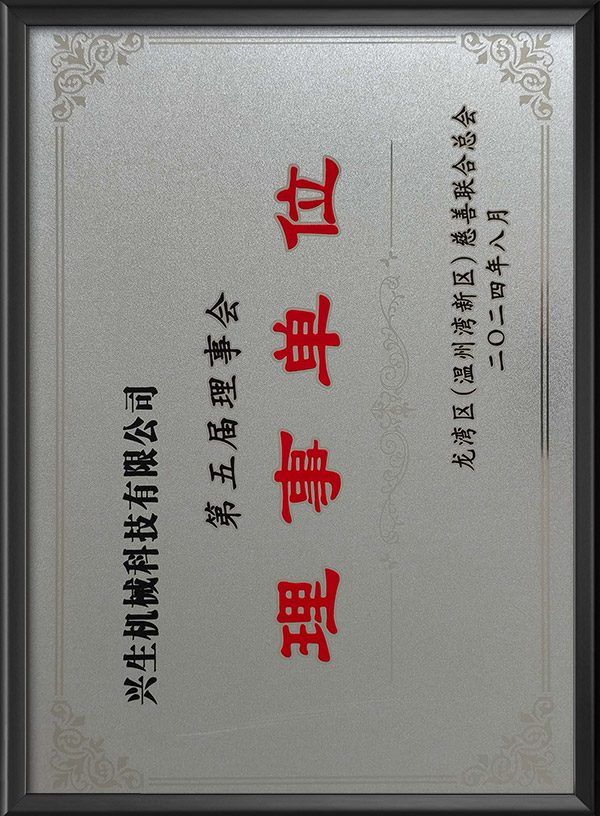 兴生机械科技有限公司
第五届理事会
理事单位
龙湾区(温州湾新区)慈善联合总会
二〇二四年八月